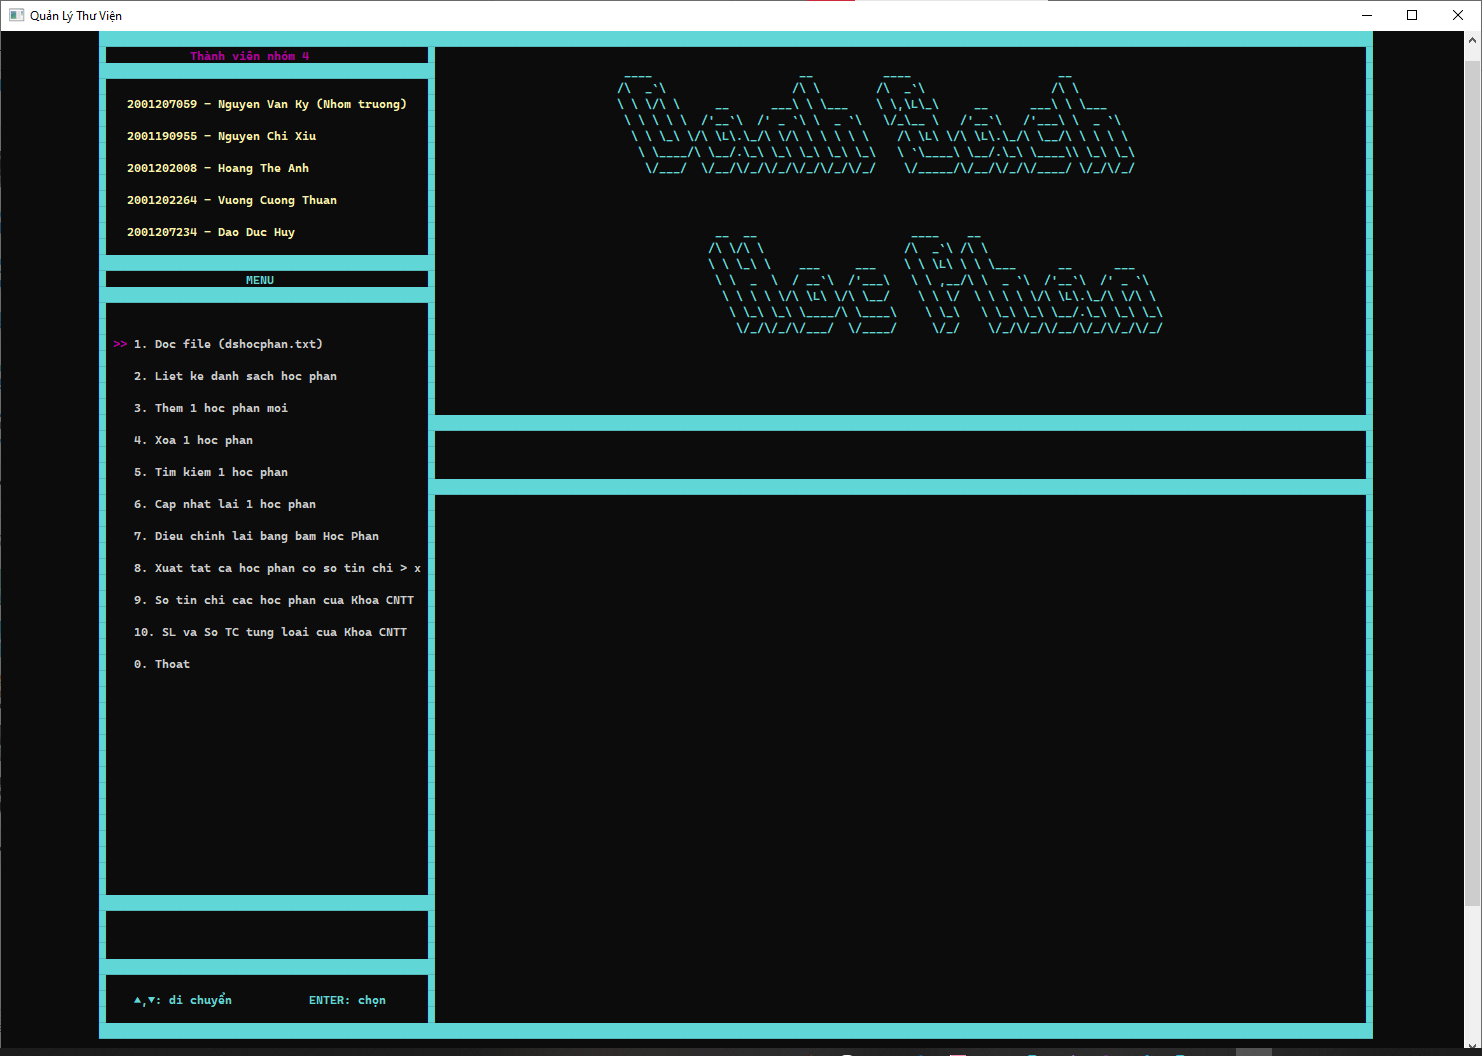 Quản Lý Thư Viện
Thành viên nhóm 4
2001207059 - Nguyen Van Ky (Nhom truong)
2001190955 - Nguyen Chi Xiu
2001202008 - Hoang The Anh
2001202264 - Vuong Cuong Thuan
2001207234 - Dao Duc Huy
MENU
>> 1. Doc file (dshocphan.txt)
2. Liet ke danh sach hoc phan
3. Them 1 hoc phan moi
4. Xoa 1 hoc phan
5. Tim kiem 1 hoc phan
6. Cap nhat lai 1 hoc phan
7. Dieu chinh lai bang bam Hoc Phan
8. Xuat tat ca hoc phan co so tin chi > x
9. So tin chi cac hoc phan cua Khoa CNTT
10. SL va So TC tung loai cua Khoa CNTT
0. Thoat
▲,▼: di chuyển ENTER: chọn
Danh Sach
Hoc Phan